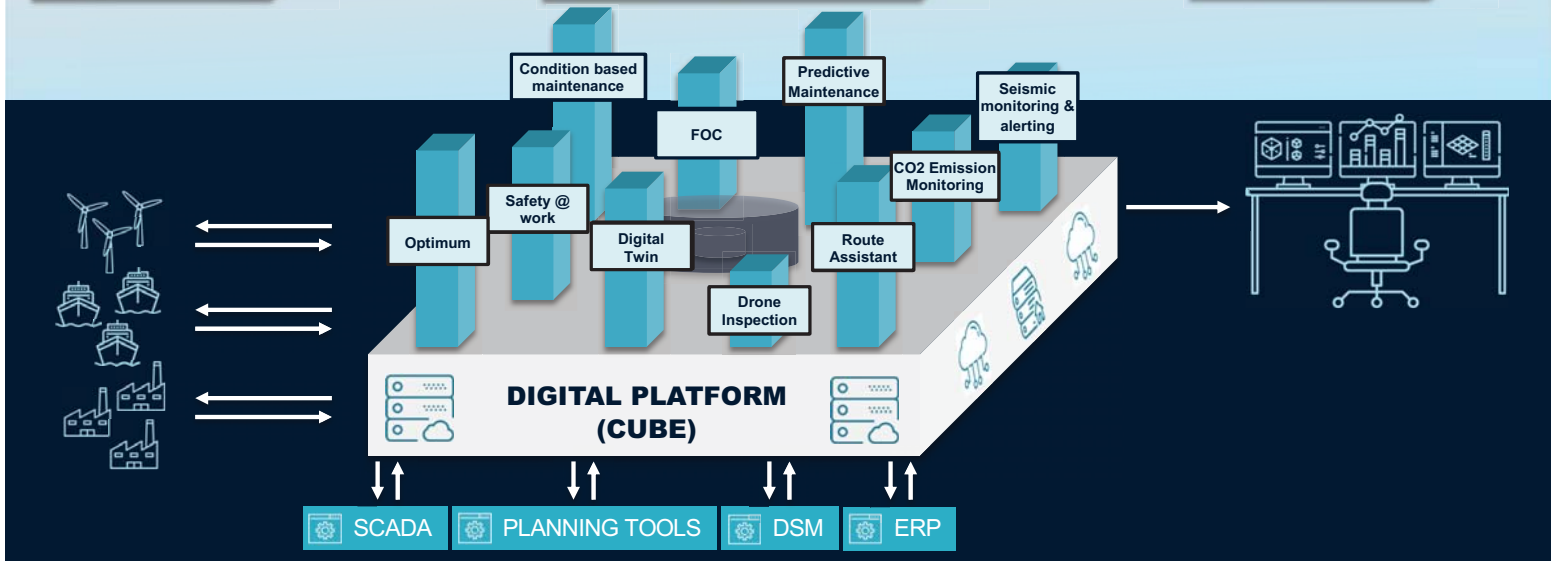 Condition based
maintenance
Predictive
Maintenance
Seismic
monitoring &
alerting
FOC
CO2 Emission
Monitoring
Safety @
work
Optimum
Digital
Twin
Route
Assistant
Drone
Inspection
DIGITAL PLATFORM
(CUBE)
SCADA
PLANNING TOOLS
DSM
ERP